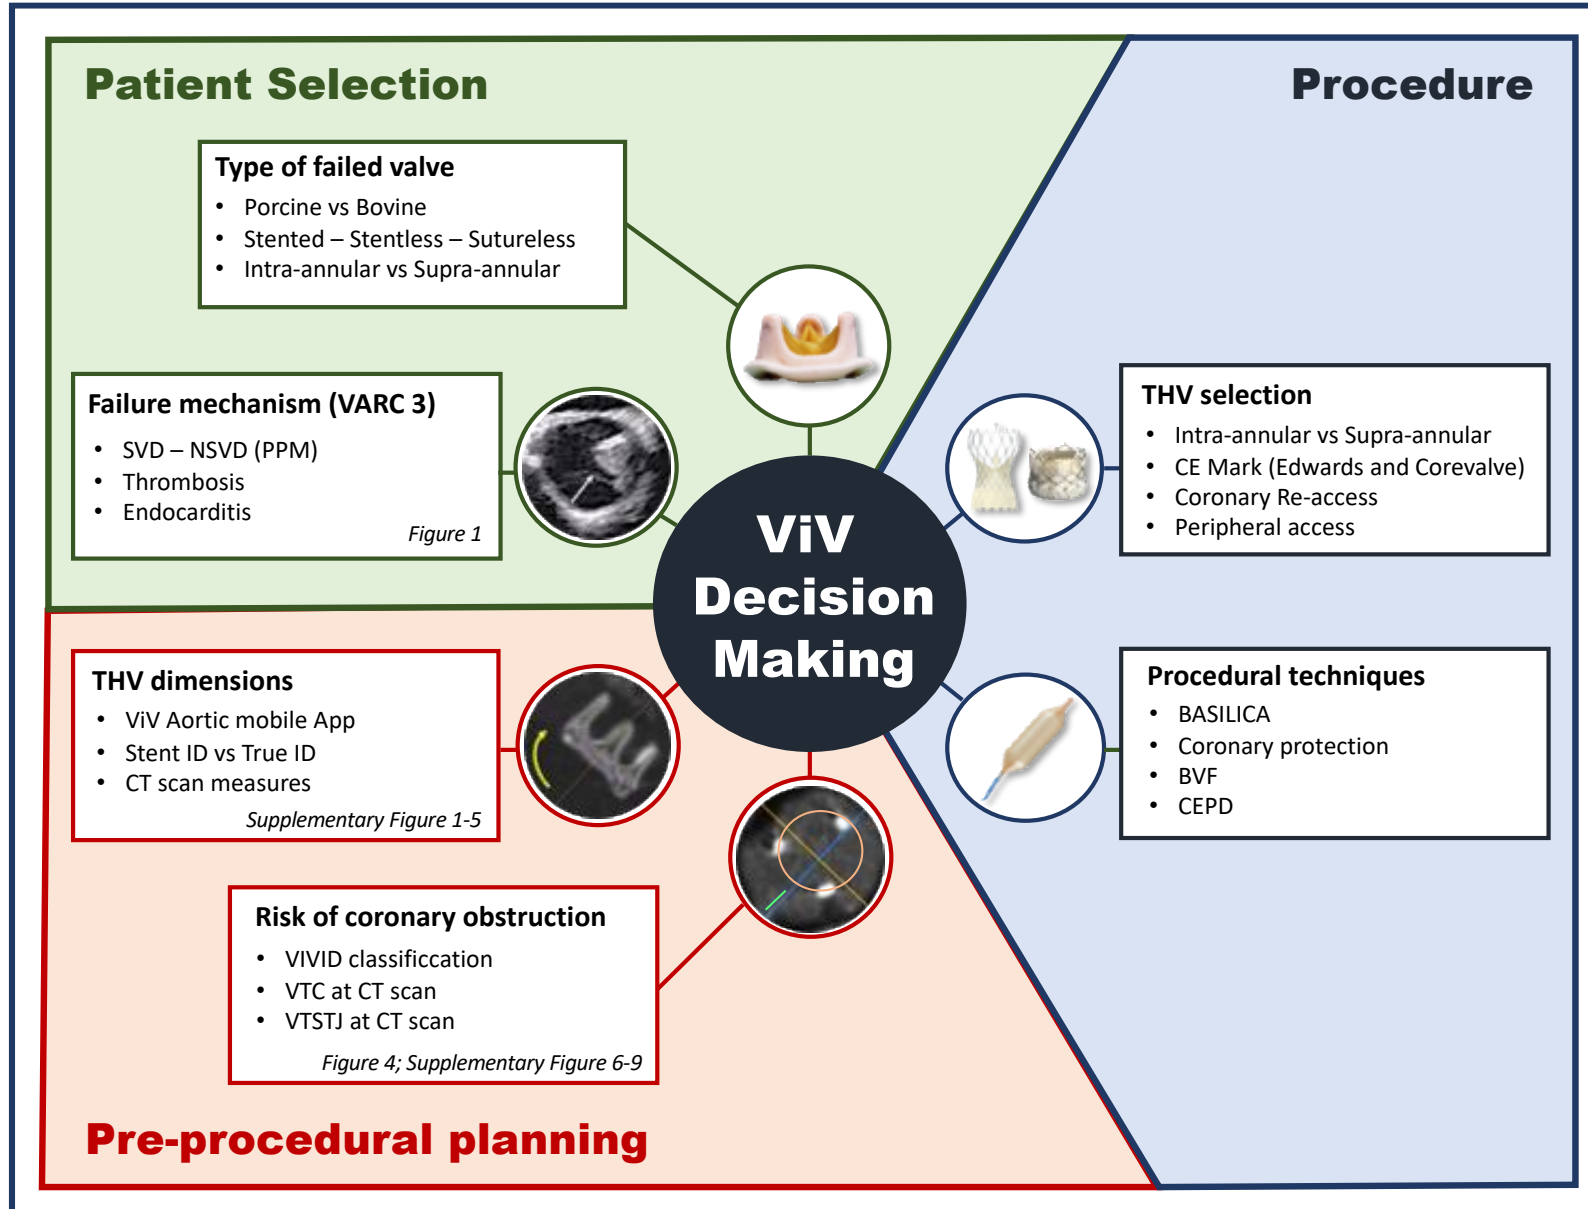 Patient Selection
Procedure
Type of failed valve
• Porcine vs Bovine
• Stented – Stentless – Sutureless
• Intra-annular vs Supra-annular
Failure mechanism (VARC 3)
• SVD – NSVD (PPM)
• Thrombosis
• Endocarditis
Figure 1
THV selection
• Intra-annular vs Supra-annular
• CE Mark (Edwards and Corevalve)
• Coronary Re-access
• Peripheral access
ViV
Decision
Making
THV dimensions
• ViV Aortic mobile App
• Stent ID vs True ID
• CT scan measures
Supplementary Figure 1-5
Procedural techniques
• BASILICA
• Coronary protection
• BVF
• CEPD
Risk of coronary obstruction
• VIVID classificcation
• VTC at CT scan
• VTSTJ at CT scan
Figure 4; Supplementary Figure 6-9
Pre-procedural planning